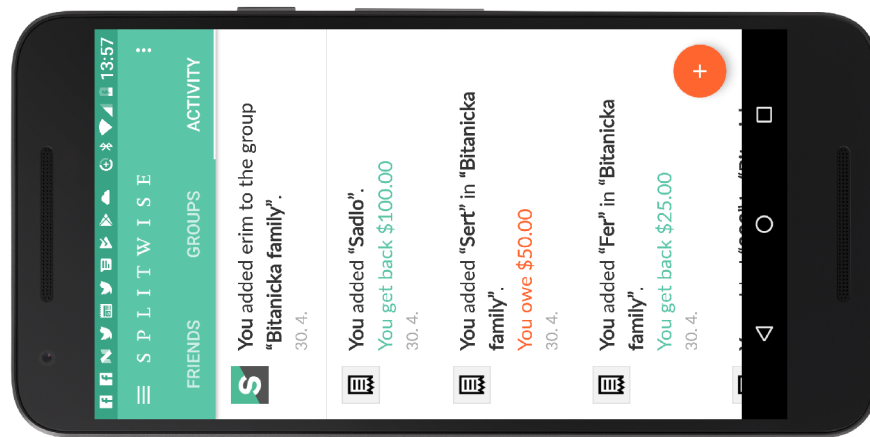 13:57
SPLITWISE
FRIENDS
GROUPS
ACTIVITY
You added erim to the group
“Bitanicka family”.
30. 4.
You added “Sadlo”.
You get back $100.00
30. 4.
You added “Sert” in “Bitanicka
family”.
You owe $50.00
30. 4.
You added “Fer” in “Bitanicka
family”.
You get back $25.00
30. 4.